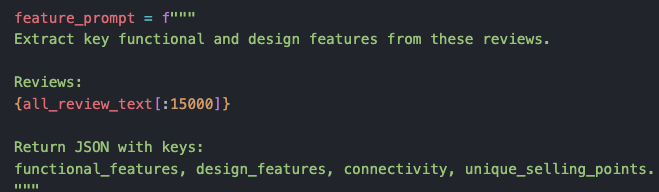 feature_prompt = f"""
Extract key functional and design features from these reviews.
Reviews:
{all_review_text[:15000]}
Return JSON with keys:
functional_features, design_features, connectivity, unique_selling_points.
"""